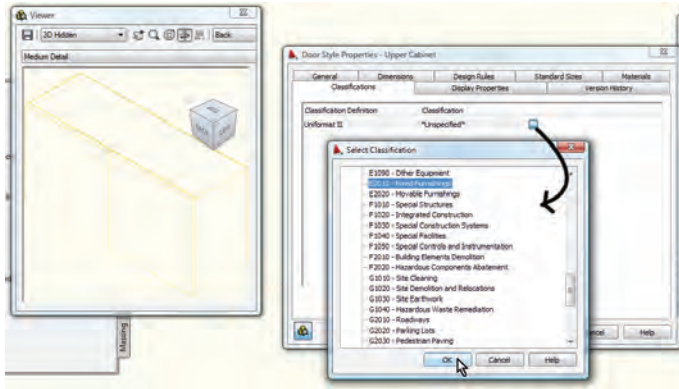 Viewer
3D Hidden
Back
Medium Detail
Massing
Door Style Properties - Upper Cabinet
General
Dimensions
Design Rules
Standard Sizes
Materials
Classifications
Display Properties
Version History
Classification Definition
Classification
Uniformat II
*Unspecified*
Select Classification
E1090 - Other Equipment
E2010 - Fixed Furnishings
E2020 - Movable Furnishings
F1010 - Special Structures
F1020 - Integrated Construction
F1030 - Special Construction Systems
F1040 - Special Facilities
F1050 - Special Controls and Instrumentation
F2010 - Building Elements Demolition
F2020 - Hazardous Components Abatement
G1010 - Site Clearing
G1020 - Site Demolition and Relocations
G1030 - Site Earthwork
G1040 - Hazardous Waste Remediation
G2010 - Roadways
G2020 - Parking Lots
G2030 - Pedestrian Paving
OK
Cancel
Help
Help